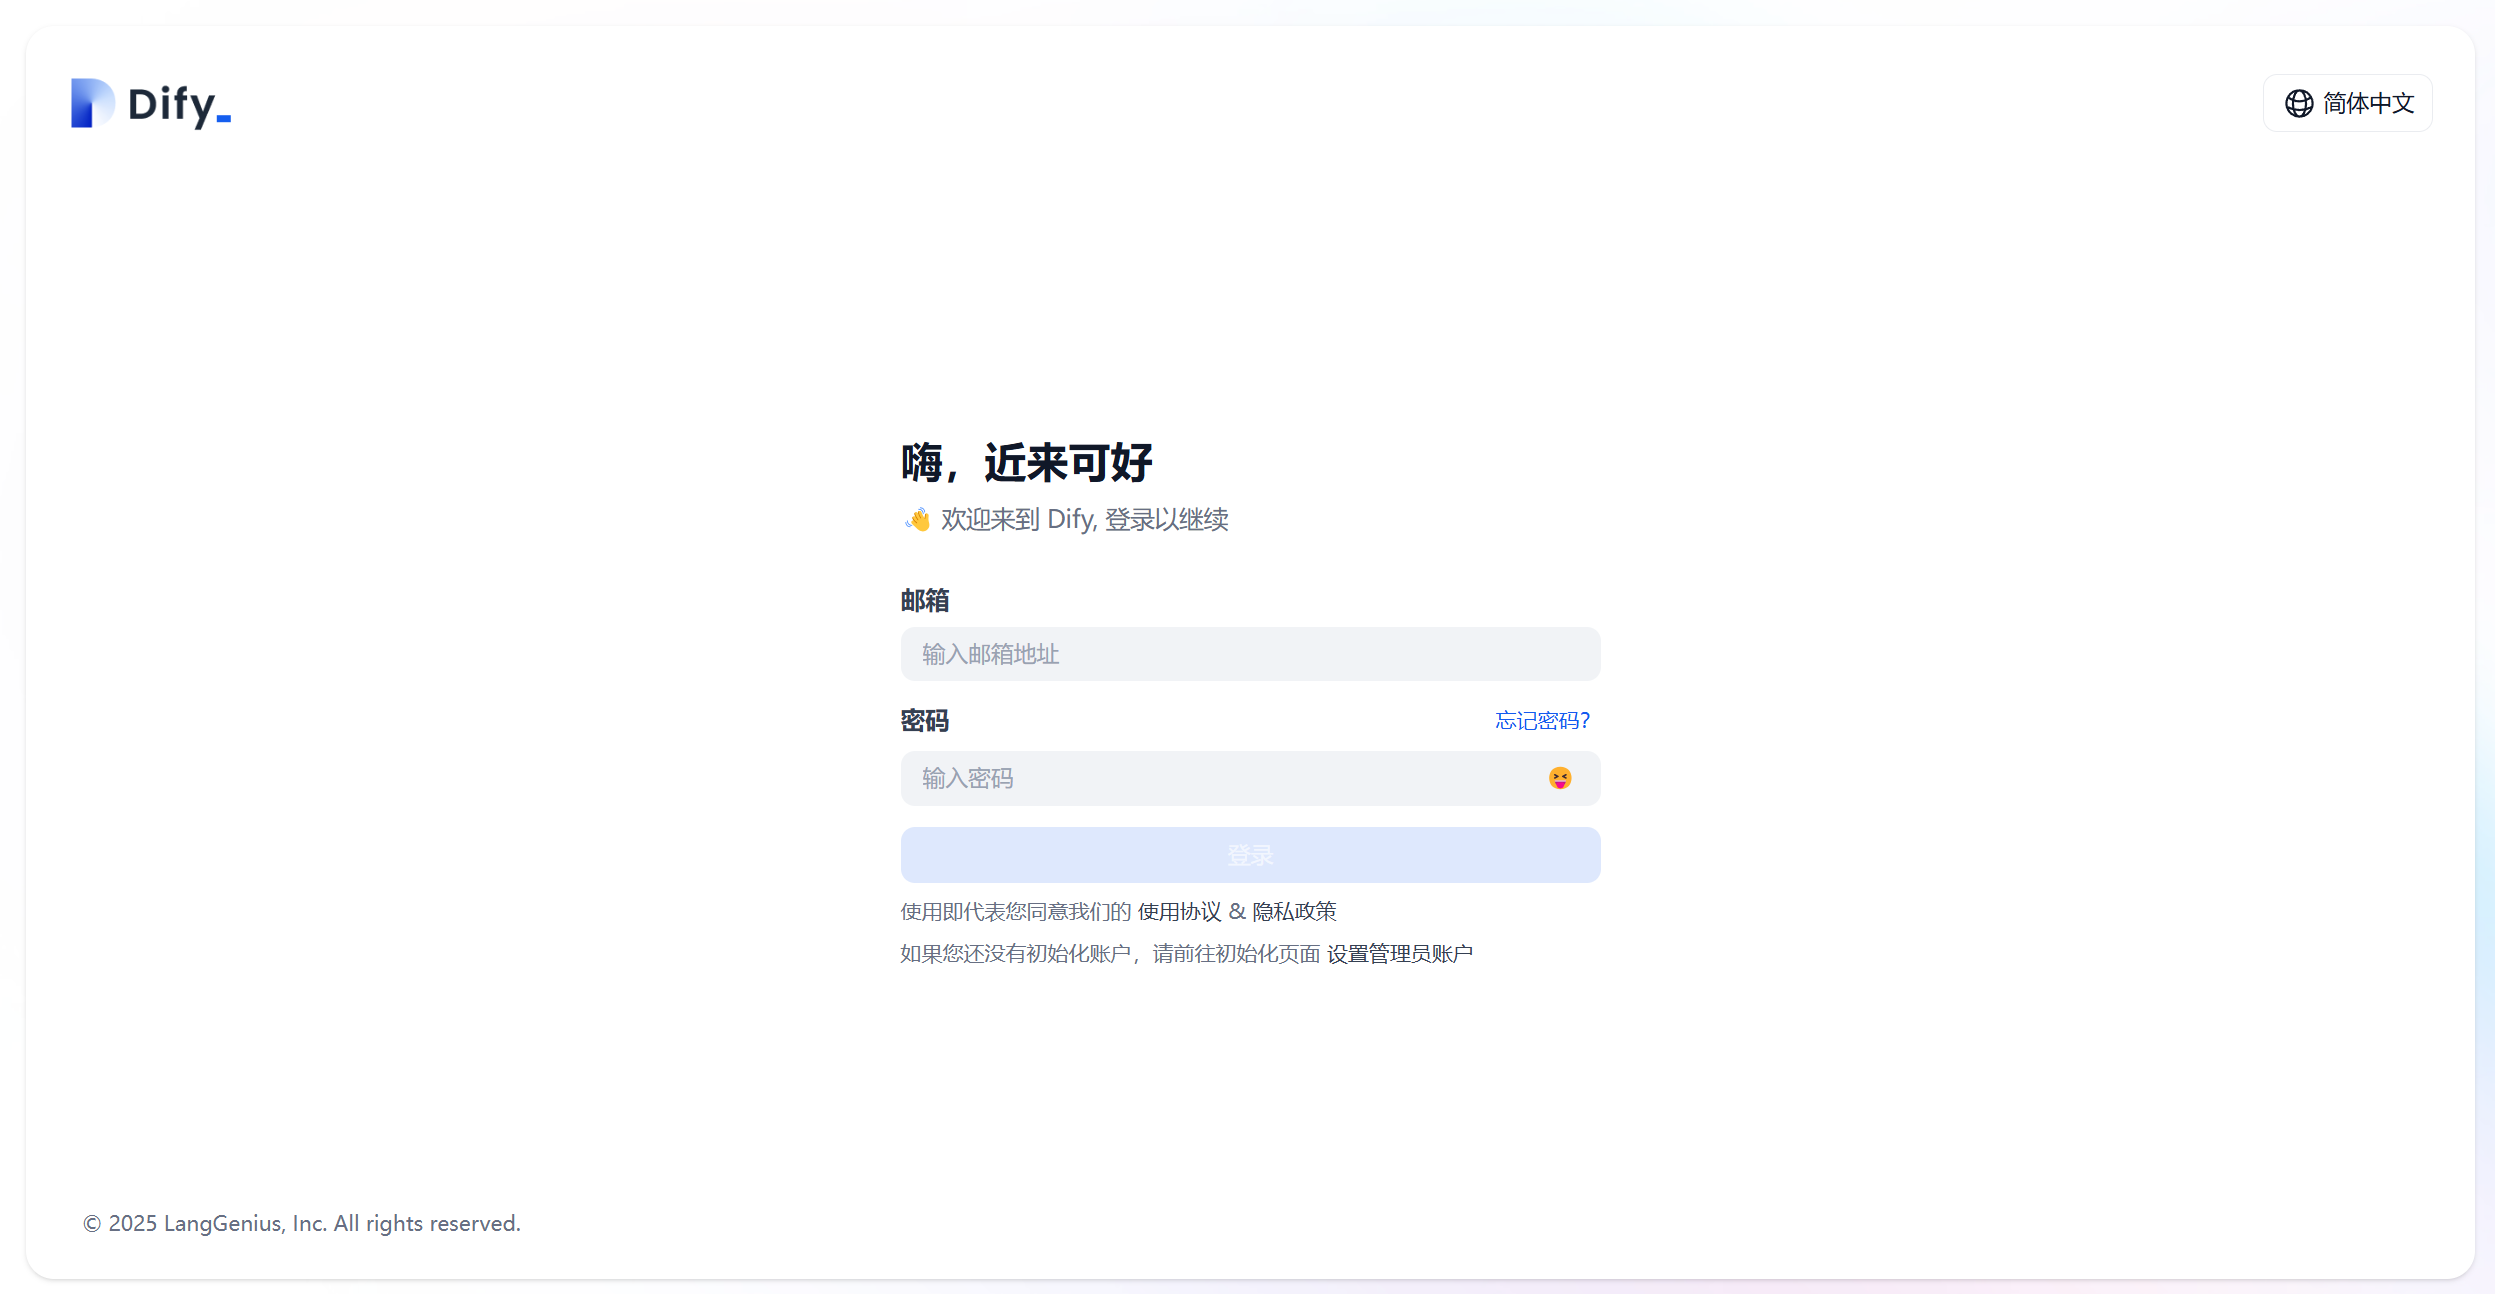 Dify_
简体中文
嗨，近来可好
👋 欢迎来到 Dify, 登录以继续
邮箱
输入邮箱地址
密码
忘记密码？
输入密码
登录
使用即代表您同意我们的 使用协议 & 隐私政策
如果您还没有初始化账户，请前往初始化页面 设置管理员账户
© 2025 LangGenius, Inc. All rights reserved.